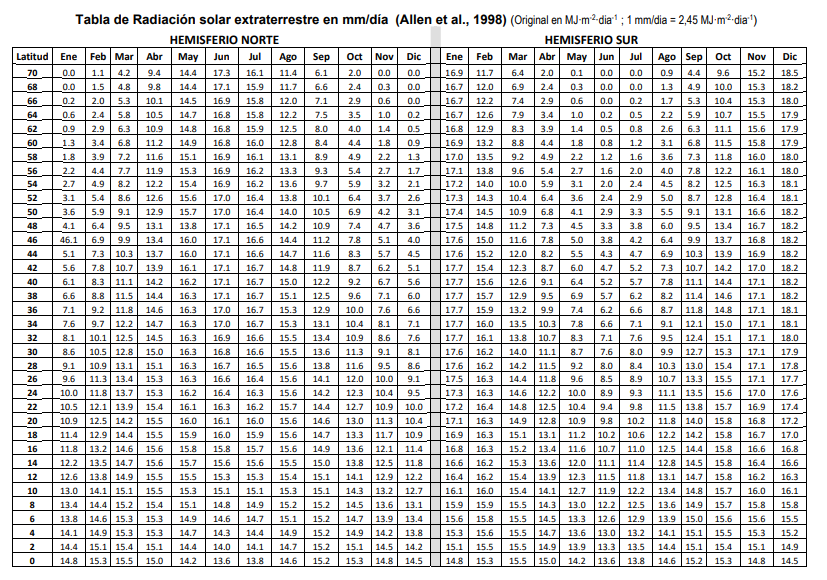 Tabla de Radiación solar extraterrestre en mm/día (Allen et al., 1998) (Original en MJ·m⁻²·dia⁻¹ ; 1 mm/dia = 2,45 MJ·m⁻²·dia⁻¹)
HEMISFERIO NORTE HEMISFERIO SUR
Latitud Ene Feb Mar Abr May Jun Jul Ago Sep Oct Nov Dic Ene Feb Mar Abr May Jun Jul Ago Sep Oct Nov Dic
70 0.0 1.1 4.2 9.4 14.4 17.3 16.1 11.4 6.1 2.0 0.0 0.0 16.9 11.7 6.4 2.0 0.1 0.0 0.0 0.9 4.4 9.6 15.2 18.5
68 0.0 1.5 4.8 9.8 14.4 17.1 15.9 11.7 6.6 2.4 0.3 0.0 16.7 12.0 6.9 2.4 0.3 0.0 0.0 1.3 4.9 10.0 15.3 18.2
66 0.2 2.0 5.3 10.1 14.5 16.9 15.8 12.0 7.1 2.9 0.6 0.0 16.7 12.2 7.4 2.9 0.6 0.0 0.2 1.7 5.3 10.4 15.3 18.0
64 0.6 2.4 5.8 10.5 14.7 16.8 15.8 12.2 7.5 3.5 1.0 0.2 16.7 12.6 7.9 3.4 1.0 0.2 0.5 2.2 5.9 10.7 15.5 17.9
62 0.9 2.9 6.3 10.9 14.8 16.8 15.9 12.5 8.0 4.0 1.4 0.5 16.8 12.9 8.3 3.9 1.4 0.5 0.8 2.6 6.3 11.1 15.6 17.9
60 1.3 3.4 6.8 11.2 14.9 16.8 16.0 12.8 8.4 4.4 1.8 0.9 16.9 13.2 8.8 4.4 1.8 0.8 1.2 3.1 6.8 11.5 15.8 17.9
58 1.8 3.9 7.2 11.6 15.1 16.9 16.1 13.1 8.9 4.9 2.2 1.3 17.0 13.5 9.2 4.9 2.2 1.2 1.6 3.6 7.3 11.8 16.0 18.0
56 2.2 4.4 7.7 11.9 15.3 16.9 16.2 13.3 9.3 5.4 2.7 1.7 17.1 13.8 9.6 5.4 2.7 1.6 2.0 4.0 7.8 12.2 16.1 18.0
54 2.7 4.9 8.2 12.2 15.4 16.9 16.2 13.6 9.7 5.9 3.2 2.1 17.2 14.0 10.0 5.9 3.1 2.0 2.4 4.5 8.2 12.5 16.3 18.1
52 3.1 5.4 8.6 12.6 15.6 17.0 16.4 13.8 10.1 6.4 3.7 2.6 17.3 14.3 10.4 6.4 3.6 2.4 2.9 5.0 8.7 12.8 16.4 18.1
50 3.6 5.9 9.1 12.9 15.7 17.0 16.4 14.0 10.5 6.9 4.2 3.1 17.4 14.5 10.9 6.8 4.1 2.9 3.3 5.5 9.1 13.1 16.6 18.2
48 4.1 6.4 9.5 13.1 13.8 17.1 16.5 14.2 10.9 7.4 4.7 3.6 17.5 14.8 11.2 7.3 4.5 3.3 3.8 6.0 9.5 13.4 16.7 18.2
46 46.1 6.9 9.9 13.4 16.0 17.1 16.6 14.4 11.2 7.8 5.1 4.0 17.6 15.0 11.6 7.8 5.0 3.8 4.2 6.4 9.9 13.7 16.8 18.2
44 5.1 7.3 10.3 13.7 16.0 17.1 16.6 14.7 11.6 8.3 5.7 4.5 17.6 15.2 12.0 8.2 5.5 4.3 4.7 6.9 10.3 13.9 16.9 18.2
42 5.6 7.8 10.7 13.9 16.1 17.1 16.7 14.8 11.9 8.7 6.2 5.1 17.7 15.4 12.3 8.7 6.0 4.7 5.2 7.3 10.7 14.2 17.0 18.2
40 6.1 8.3 11.1 14.2 16.2 17.1 16.7 15.0 12.2 9.2 6.7 5.6 17.7 15.6 12.6 9.1 6.4 5.2 5.7 7.8 11.1 14.4 17.1 18.2
38 6.6 8.8 11.5 14.4 16.3 17.1 16.7 15.1 12.5 9.6 7.1 6.0 17.7 15.7 12.9 9.5 6.9 5.7 6.2 8.2 11.4 14.6 17.1 18.2
36 7.1 9.2 11.8 14.6 16.3 17.0 16.7 15.3 12.9 10.0 7.6 6.6 17.7 15.9 13.2 9.9 7.4 6.2 6.6 8.7 11.8 14.8 17.1 18.2
34 7.6 9.7 12.2 14.7 16.3 17.0 16.7 15.3 13.1 10.4 8.1 7.1 17.7 16.0 13.5 10.3 7.8 6.6 7.1 9.1 12.1 15.0 17.1 18.1
32 8.1 10.1 12.5 14.8 16.3 16.9 16.6 15.5 13.4 10.9 8.6 7.6 17.7 16.1 13.8 10.7 8.3 7.1 7.6 9.5 12.4 15.1 17.1 18.0
30 8.6 10.5 12.8 15.0 16.3 16.8 16.6 15.5 13.6 11.3 9.1 8.1 17.6 16.2 14.0 11.1 8.7 7.6 8.0 9.9 12.7 15.3 17.1 17.9
28 9.1 10.9 13.1 15.1 16.3 16.7 16.5 15.6 13.8 11.6 9.5 8.6 17.6 16.2 14.2 11.5 9.2 8.0 8.4 10.3 13.0 15.4 17.1 17.8
26 9.6 11.3 13.4 15.3 16.3 16.6 16.4 15.6 14.1 12.0 10.0 9.1 17.5 16.3 14.4 11.8 9.6 8.5 8.9 10.7 13.3 15.5 17.1 17.7
24 10.0 11.8 13.7 15.3 16.2 16.4 16.3 15.6 14.2 12.3 10.4 9.5 17.3 16.3 14.6 12.2 10.0 8.9 9.3 11.1 13.5 15.6 17.0 17.6
22 10.5 12.1 13.9 15.4 16.1 16.3 16.2 15.7 14.4 12.7 10.9 10.0 17.2 16.4 14.8 12.5 10.4 9.4 9.8 11.5 13.8 15.7 16.9 17.4
20 10.9 12.5 14.2 15.5 16.0 16.1 16.0 15.6 14.6 13.0 11.3 10.4 17.1 16.3 14.9 12.8 10.9 9.8 10.2 11.8 14.0 15.8 16.8 17.2
18 11.4 12.9 14.4 15.5 15.9 16.0 15.9 15.6 14.7 13.3 11.7 10.9 16.9 16.3 15.1 13.1 11.2 10.2 10.6 12.2 14.2 15.8 16.7 17.0
16 11.8 13.2 14.6 15.6 15.8 15.8 15.7 15.6 14.9 13.6 12.1 11.4 16.8 16.3 15.2 13.4 11.6 10.7 11.0 12.5 14.4 15.8 16.6 16.8
14 12.2 13.5 14.7 15.6 15.7 15.6 15.6 15.5 15.0 13.8 12.5 11.8 16.6 16.2 15.3 13.6 12.0 11.1 11.4 12.8 14.5 15.8 16.4 16.6
12 12.6 13.8 14.9 15.5 15.5 15.3 15.3 15.4 15.1 14.1 12.9 12.2 16.4 16.2 15.4 13.9 12.3 11.5 11.8 13.1 14.7 15.8 16.2 16.3
10 13.0 14.1 15.1 15.5 15.3 15.1 15.1 15.3 15.1 14.3 13.2 12.7 16.1 16.0 15.4 14.1 12.7 11.9 12.2 13.4 14.8 15.7 16.0 16.1
8 13.4 14.4 15.2 15.4 15.1 14.8 14.9 15.2 15.2 14.5 13.6 13.1 15.9 15.9 15.5 14.3 13.0 12.2 12.5 13.6 14.9 15.7 15.8 15.8
6 13.8 14.6 15.3 15.3 14.9 14.6 14.7 15.1 15.2 14.7 13.9 13.4 15.6 15.8 15.5 14.5 13.3 12.6 12.9 13.9 15.0 15.6 15.6 15.5
4 14.1 14.9 15.3 15.3 14.7 14.3 14.4 14.9 15.2 14.9 14.2 13.8 15.3 15.6 15.5 14.7 13.6 13.0 13.2 14.1 15.1 15.5 15.3 15.2
2 14.4 15.1 15.4 15.1 14.4 14.0 14.1 14.7 15.2 15.1 14.5 14.2 15.1 15.5 15.5 14.9 13.9 13.3 13.5 14.4 15.1 15.4 15.1 14.9
0 14.8 15.3 15.5 15.0 14.2 13.6 13.8 14.6 15.2 15.3 14.8 14.5 14.8 15.3 15.5 15.0 14.2 13.6 13.8 14.6 15.2 15.3 14.8 14.5